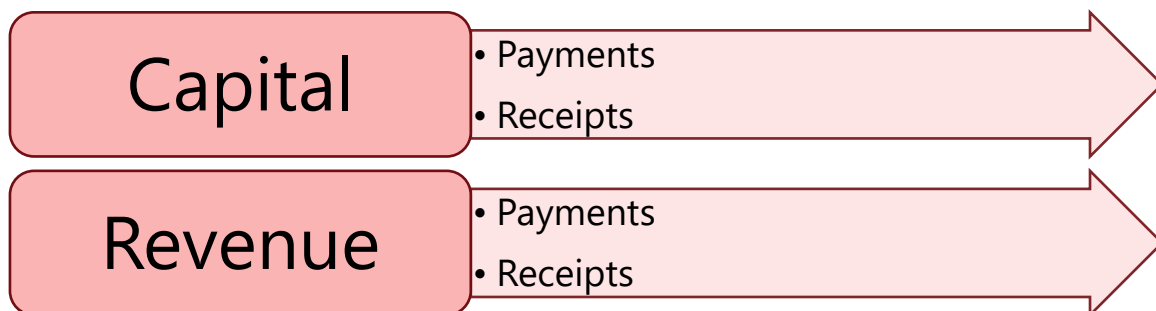 Capital
• Payments
• Receipts
Revenue
• Payments
• Receipts